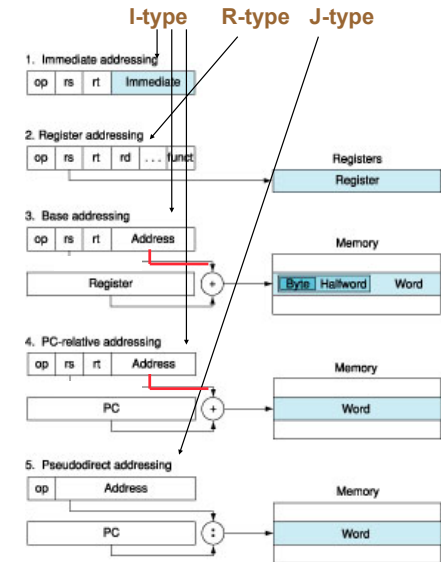 I-type R-type J-type
1. Immediate addressing
op rs rt Immediate
2. Register addressing
op rs rt rd ... funct
Registers
Register
3. Base addressing
op rs rt Address
Memory
Register
+
Byte Halfword Word
4. PC-relative addressing
op rs rt Address
Memory
PC
+
Word
5. Pseudodirect addressing
op Address
Memory
PC
:
Word